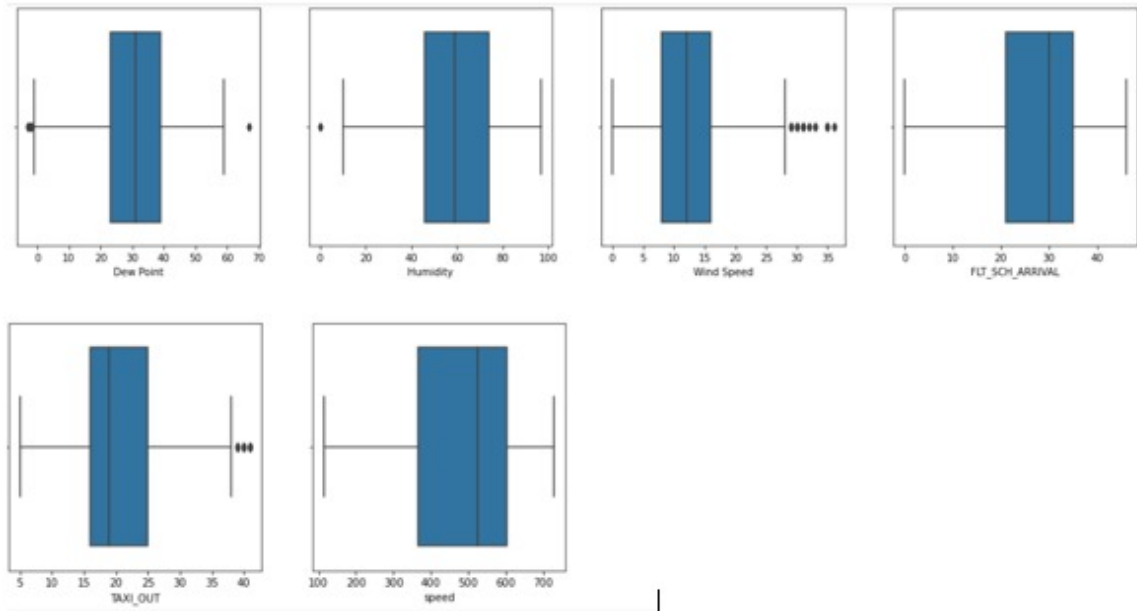 0 10 20 30 40 50 60 70
Dew Point
0 20 40 60 80 100
Humidity
0 5 10 15 20 25 30 35
Wind Speed
0 10 20 30 40
FLT_SCH_ARRIVAL
5 10 15 20 25 30 35 40
TAXI_OUT
100 200 300 400 500 600 700
speed